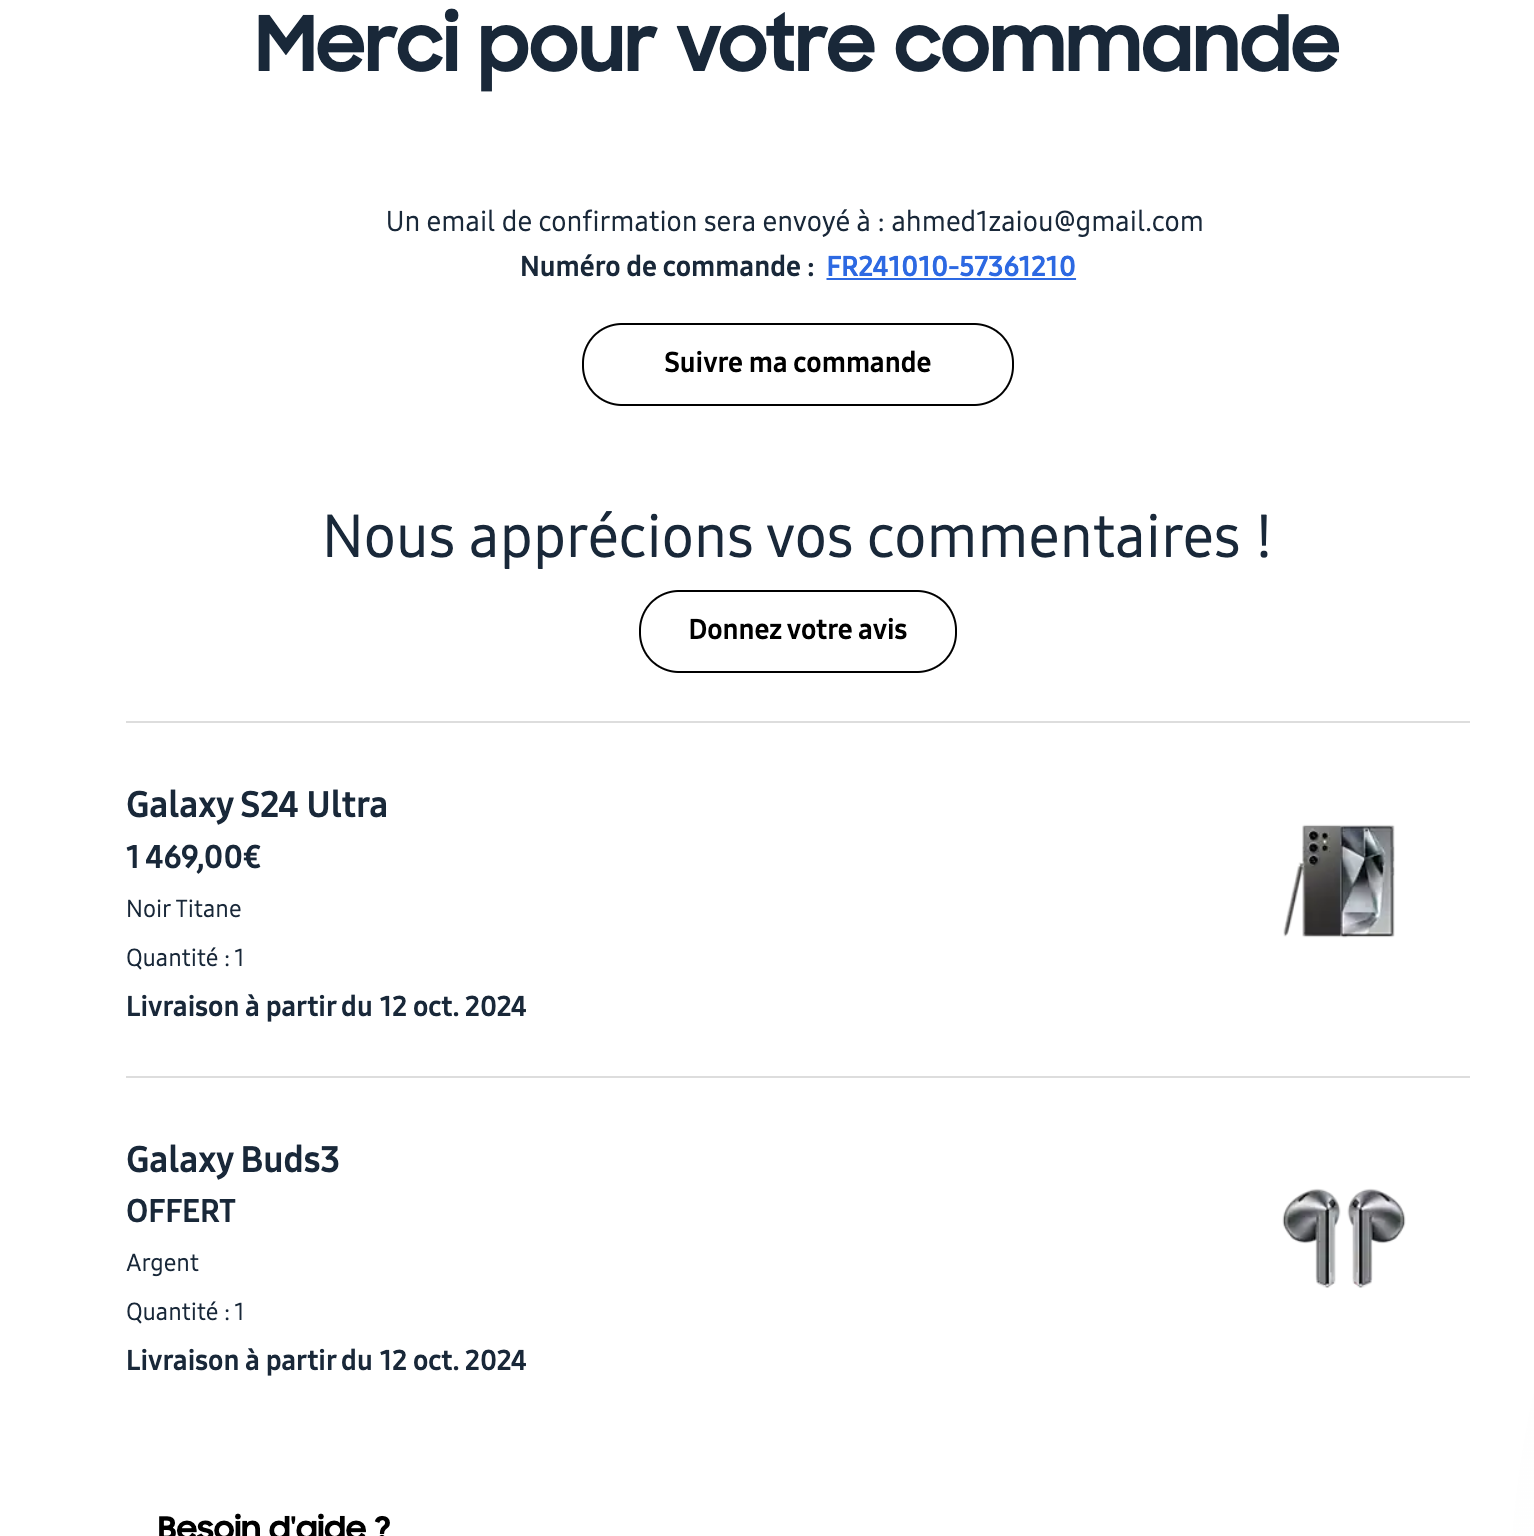 Merci pour votre commande
Un email de confirmation sera envoyé à : ahmed1zaiou@gmail.com
Numéro de commande : FR241010-57361210
Suivre ma commande
Nous apprécions vos commentaires !
Donnez votre avis
Galaxy S24 Ultra
1 469,00€
Noir Titane
Quantité : 1
Livraison à partir du 12 oct. 2024
Galaxy Buds3
OFFERT
Argent
Quantité : 1
Livraison à partir du 12 oct. 2024
Besoin d'aide ?